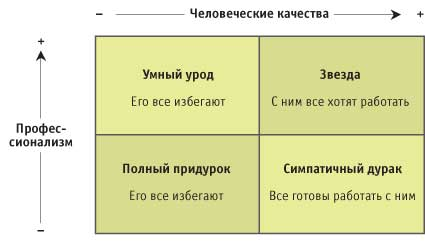 – Человеческие качества +
+
Умный урод
Его все избегают
Звезда
С ним все хотят работать
Профес-
сионализм
Полный придурок
Его все избегают
Симпатичный дурак
Все готовы работать с ним
–